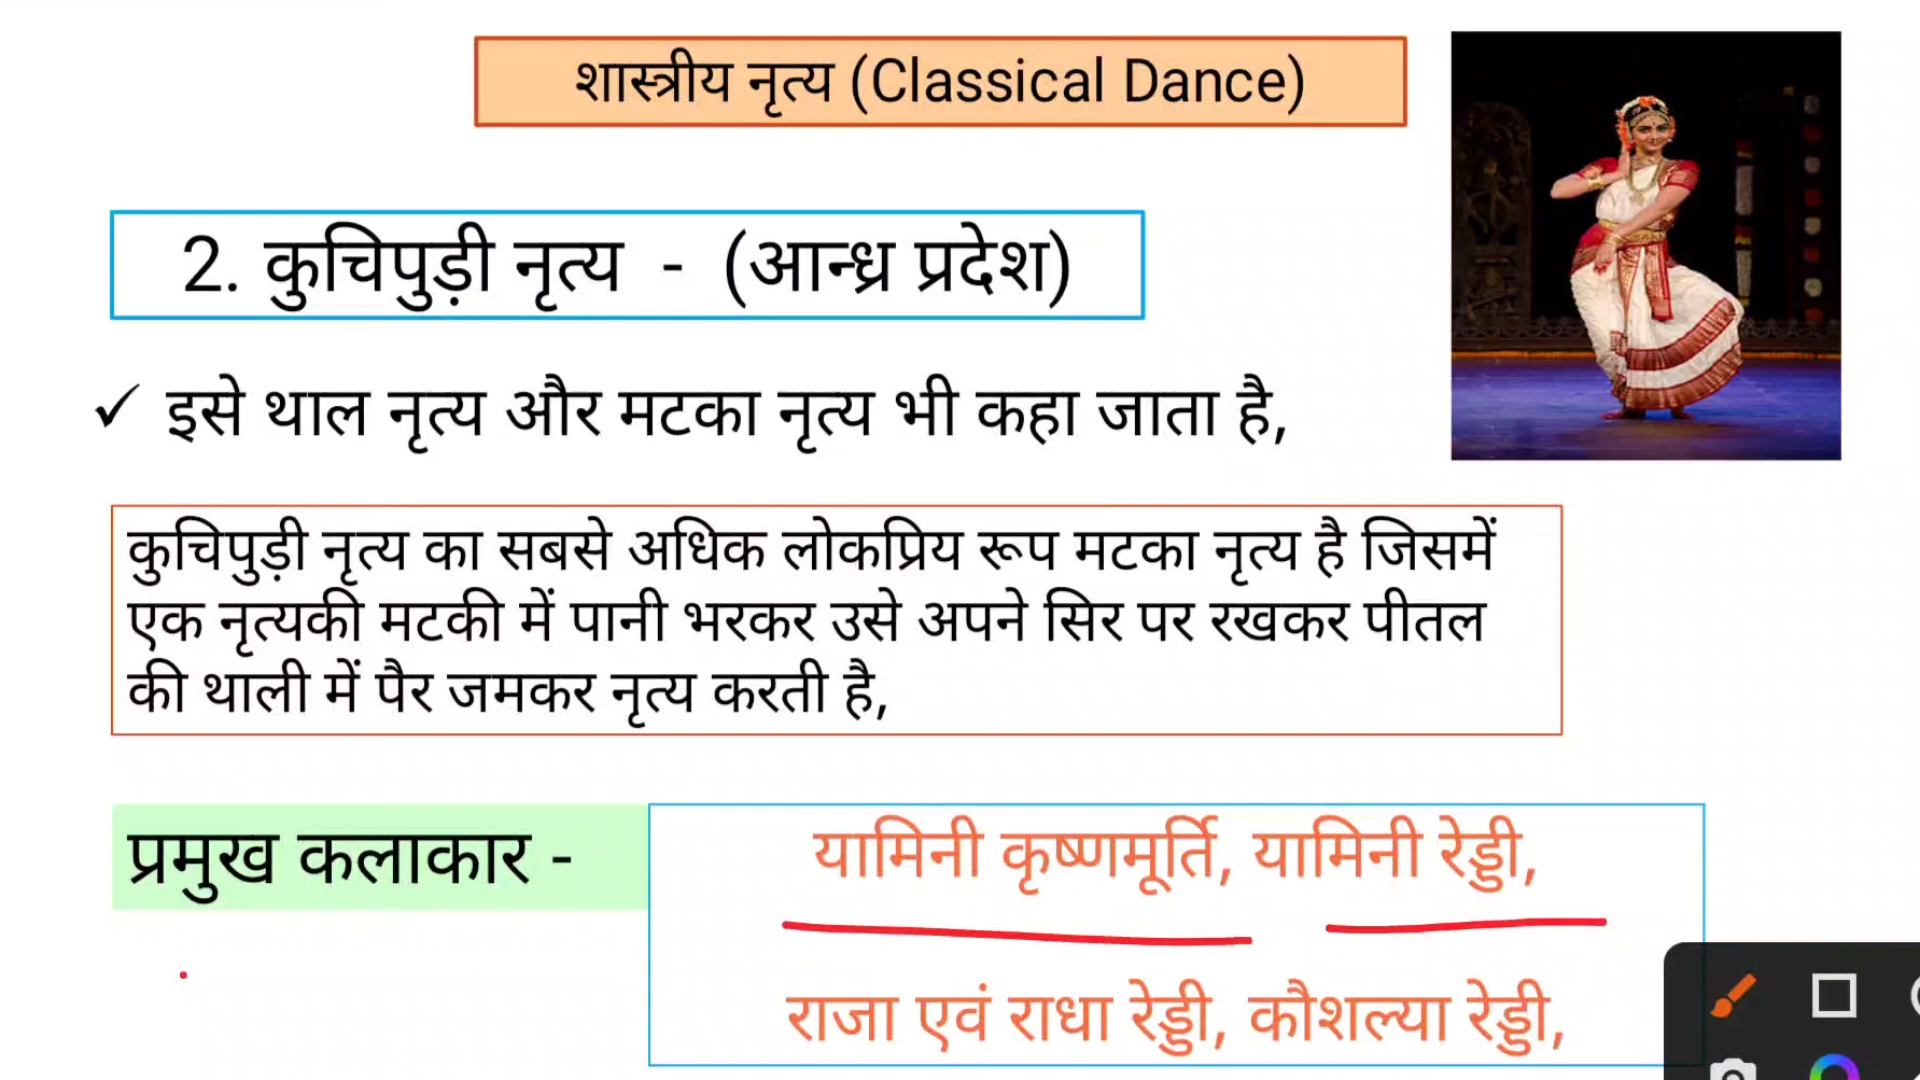 शास्त्रीय नृत्य (Classical Dance)
2. कुचिपुड़ी नृत्य - (आन्ध्र प्रदेश)
✓ इसे थाल नृत्य और मटका नृत्य भी कहा जाता है,
कुचिपुड़ी नृत्य का सबसे अधिक लोकप्रिय रूप मटका नृत्य है जिसमें
एक नृत्यकी मटकी में पानी भरकर उसे अपने सिर पर रखकर पीतल
की थाली में पैर जमकर नृत्य करती है,
प्रमुख कलाकार -
यामिनी कृष्णमूर्ति, यामिनी रेड्डी,
राजा एवं राधा रेड्डी, कौशल्या रेड्डी,